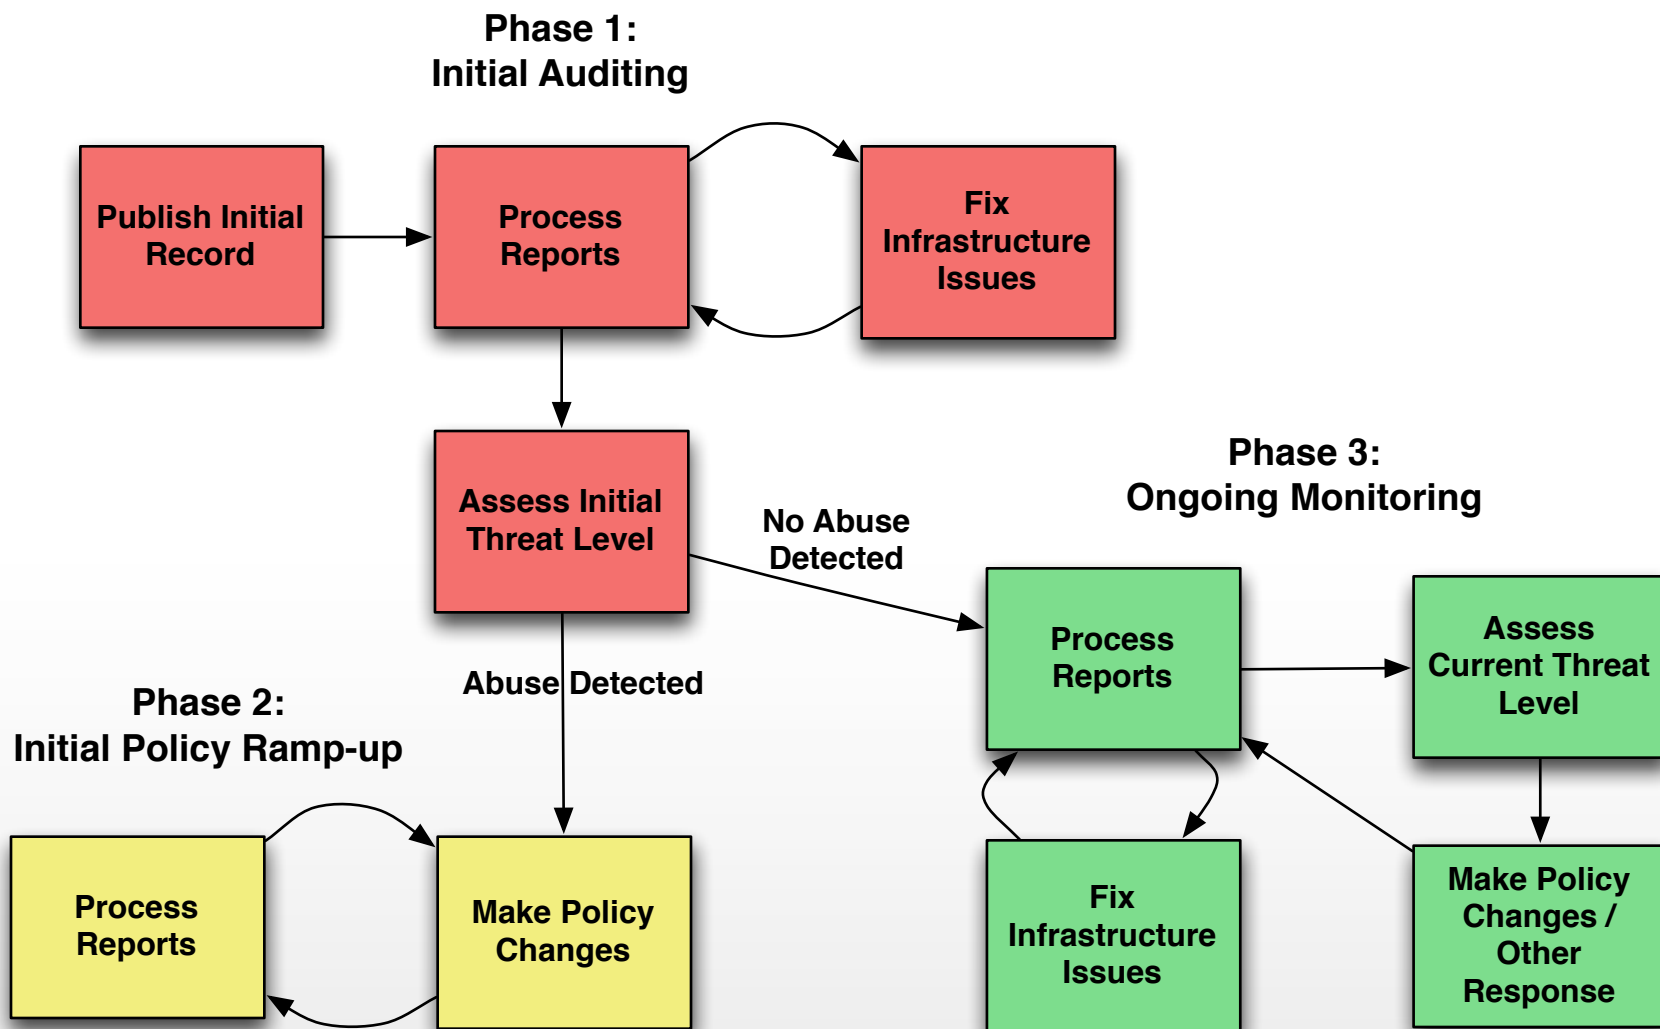 Phase 1:
Initial Auditing
Publish Initial
Record
Process
Reports
Fix
Infrastructure
Issues
Assess Initial
Threat Level
No Abuse
Detected
Abuse Detected
Phase 3:
Ongoing Monitoring
Process
Reports
Assess
Current Threat
Level
Phase 2:
Initial Policy Ramp-up
Process
Reports
Make Policy
Changes
Fix
Infrastructure
Issues
Make Policy
Changes /
Other
Response